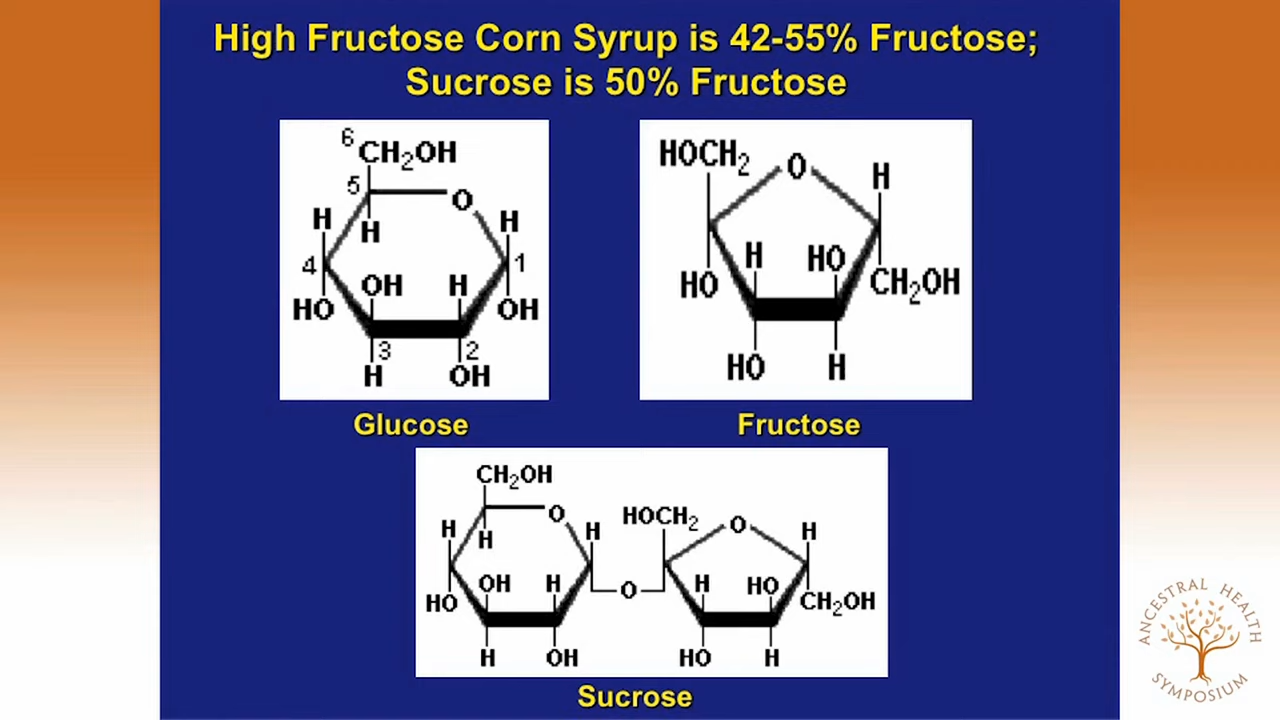 High Fructose Corn Syrup is 42-55% Fructose;
Sucrose is 50% Fructose
6
CH₂OH
5
O
H
H
H
4
1
OH
H
HO
OH
3
2
H
OH
Glucose
HOCH₂
O
H
H
HO
HO
CH₂OH
HO
H
Fructose
CH₂OH
O
H
H
H
OH
H
HO
H
OH
O
HOCH₂
O
H
H
HO
CH₂OH
HO
H
Sucrose
ANCESTRAL HEALTH
SYMPOSIUM